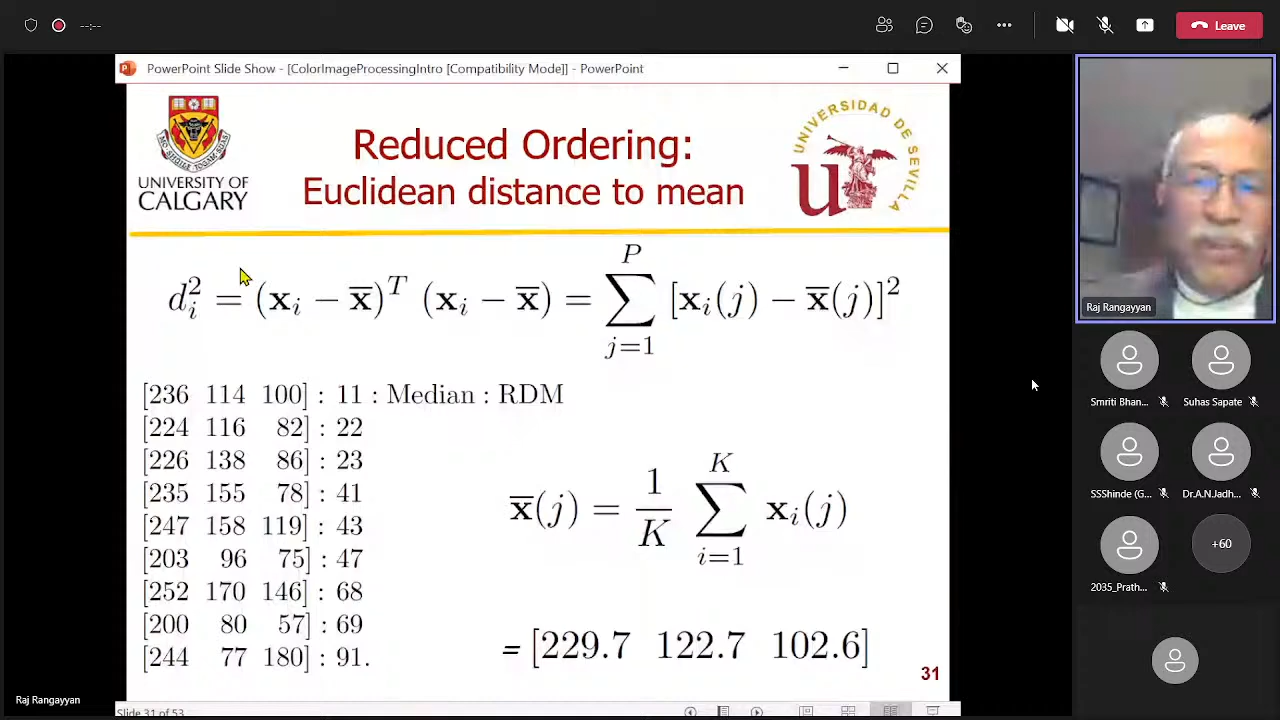 --:--
Leave
PowerPoint Slide Show - [ColorImageProcessingIntro [Compatibility Mode]] - PowerPoint
UNIVERSITY OF
CALGARY
Reduced Ordering:
Euclidean distance to mean
UNIVERSIDAD DE SEVILLA
d_i^2 = (x_i − x̅)^T (x_i − x̅) = ∑_{j=1}^{P} [x_i(j) − x̅(j)]^2
[236 114 100] : 11 : Median : RDM
[224 116 82] : 22
[226 138 86] : 23
[235 155 78] : 41
[247 158 119] : 43
[203 96 75] : 47
[252 170 146] : 68
[200 80 57] : 69
[244 77 180] : 91.
x̅(j) = 1/K ∑_{i=1}^{K} x_i(j)
= [229.7 122.7 102.6]
31
Slide 31 of 53
Raj Rangayyan
Raj Rangayyan
Smriti Bhan...
Suhas Sapate
SSShinde (G...
Dr.A.N.Jadh...
2035_Prath...
+60